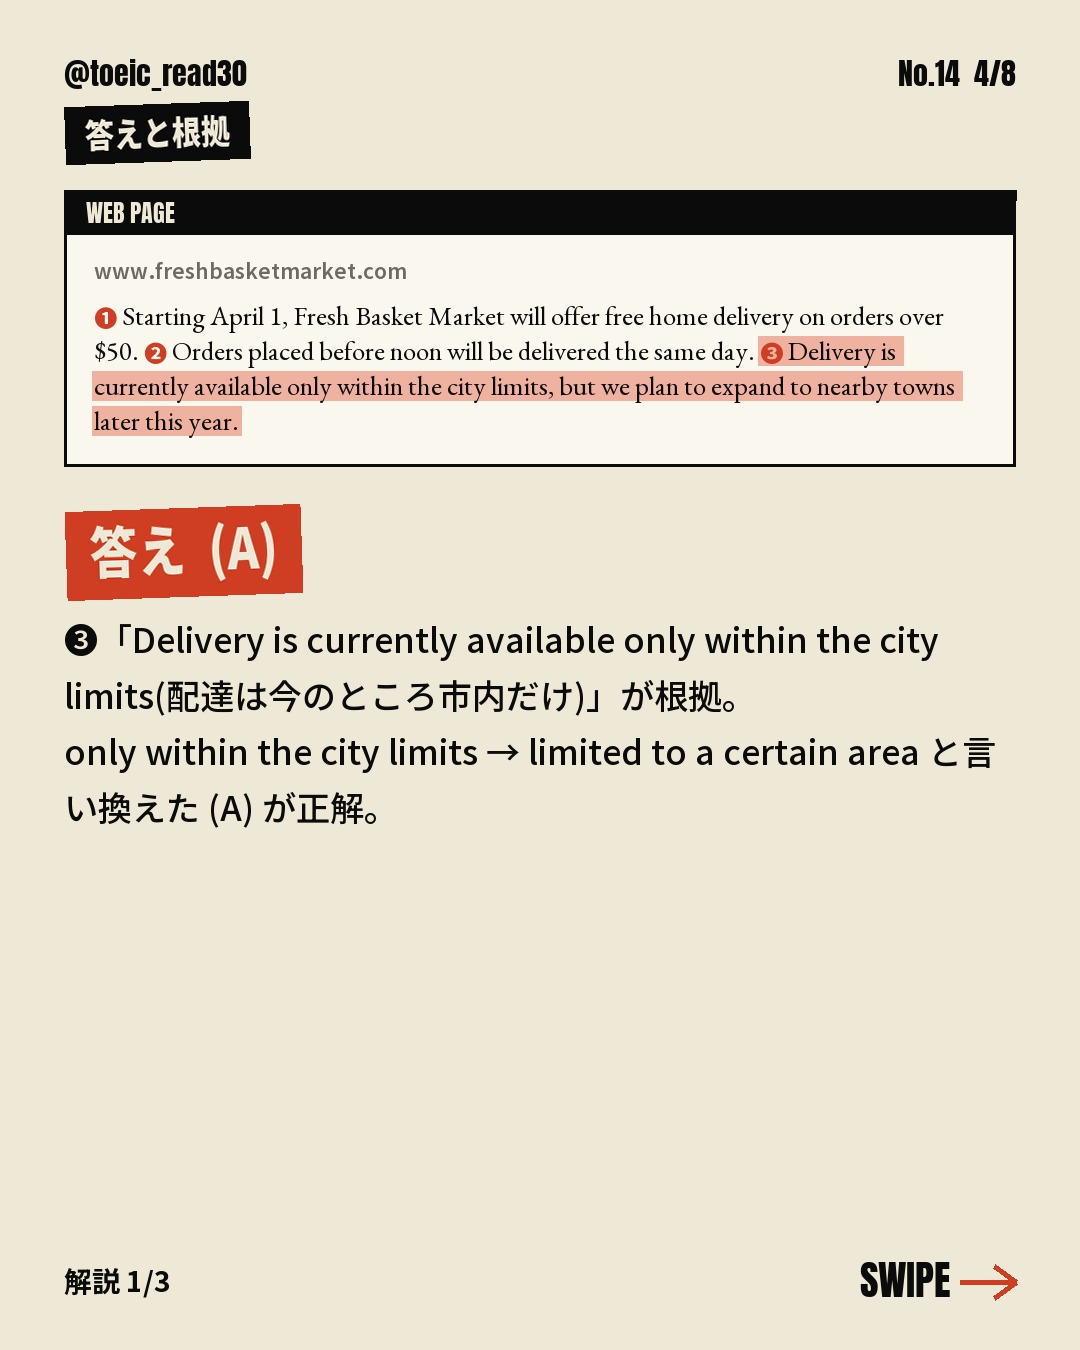 @toeic_read30
No.14 4/8
答えと根拠
WEB PAGE
www.freshbasketmarket.com
❶ Starting April 1, Fresh Basket Market will offer free home delivery on orders over
$50. ❷ Orders placed before noon will be delivered the same day. ❸ Delivery is
currently available only within the city limits, but we plan to expand to nearby towns
later this year.
答え (A)
❸「Delivery is currently available only within the city
limits(配達は今のところ市内だけ)」が根拠。
only within the city limits → limited to a certain area と言
い換えた (A) が正解。
解説 1/3
SWIPE →